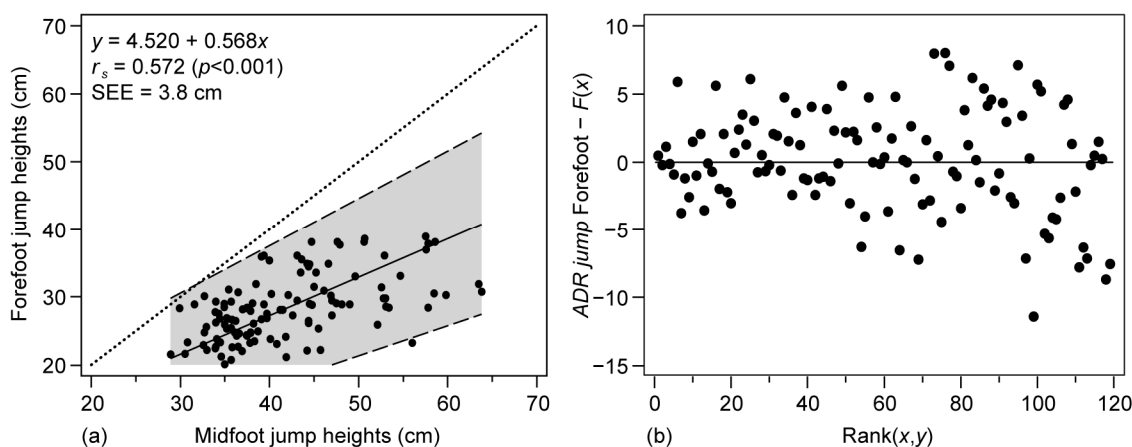 70
60
50
40
30
20
Forefoot jump heights (cm)
y = 4.520 + 0.568x
r s = 0.572 (p<0.001)
SEE = 3.8 cm
20 30 40 50 60 70
(a) Midfoot jump heights (cm)
10
5
0
−5
−10
−15
ADR jump Forefoot − F(x)
0 20 40 60 80 100 120
(b) Rank(x,y)